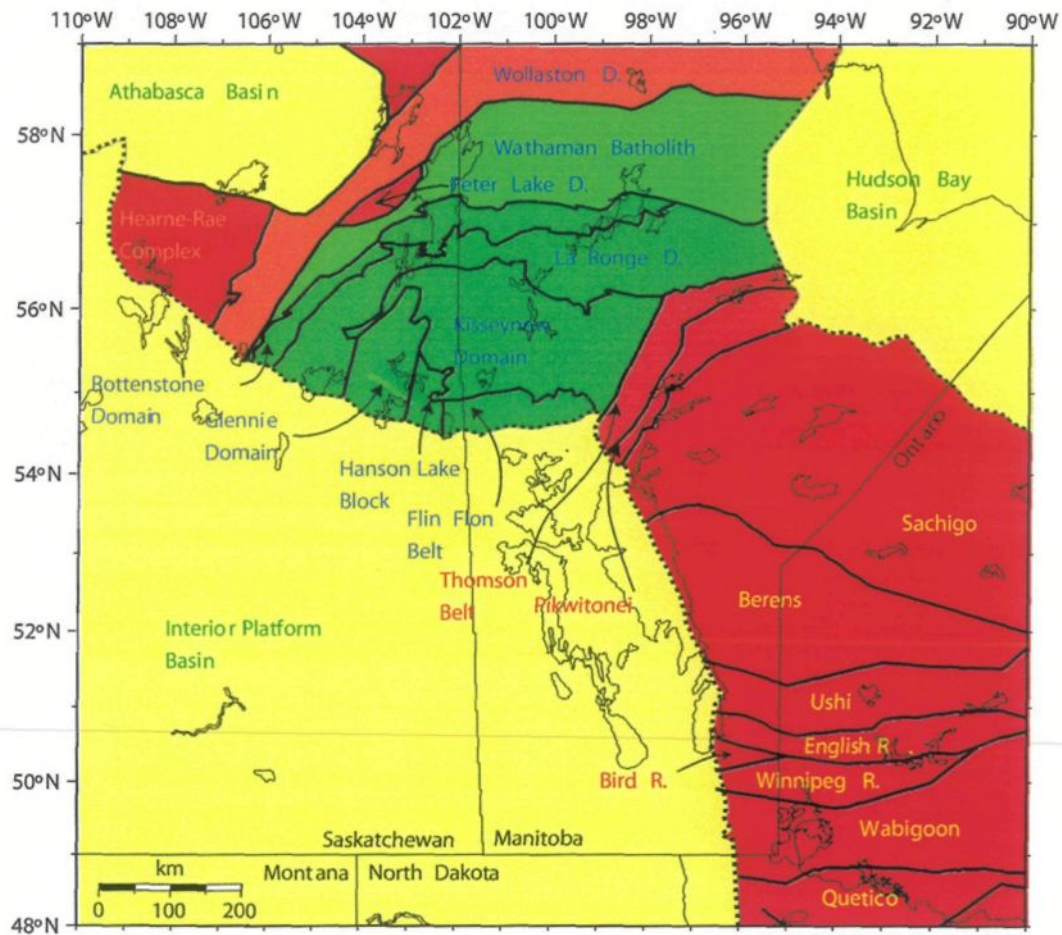 110°W 108°W 106°W 104°W 102°W 100°W 98°W 96°W 94°W 92°W 90°W
58°N
56°N
54°N
52°N
50°N
48°N
Athabasca Basin
Wollaston D.
Wathaman Batholith
Peter Lake D.
Hudson Bay
Basin
Hearne-Rae
Complex
La Ronge D.
Kisseynew
Domain
Rottenstone
Domain
Glennie
Domain
Hanson Lake
Block
Flin Flon
Belt
Thomson
Belt
Pikwitonei
Ontario
Sachigo
Berens
Interior Platform
Basin
Ushi
English R.
Bird R.
Winnipeg R.
Wabigoon
Saskatchewan
Manitoba
km
0 100 200
Montana
North Dakota
Quetico